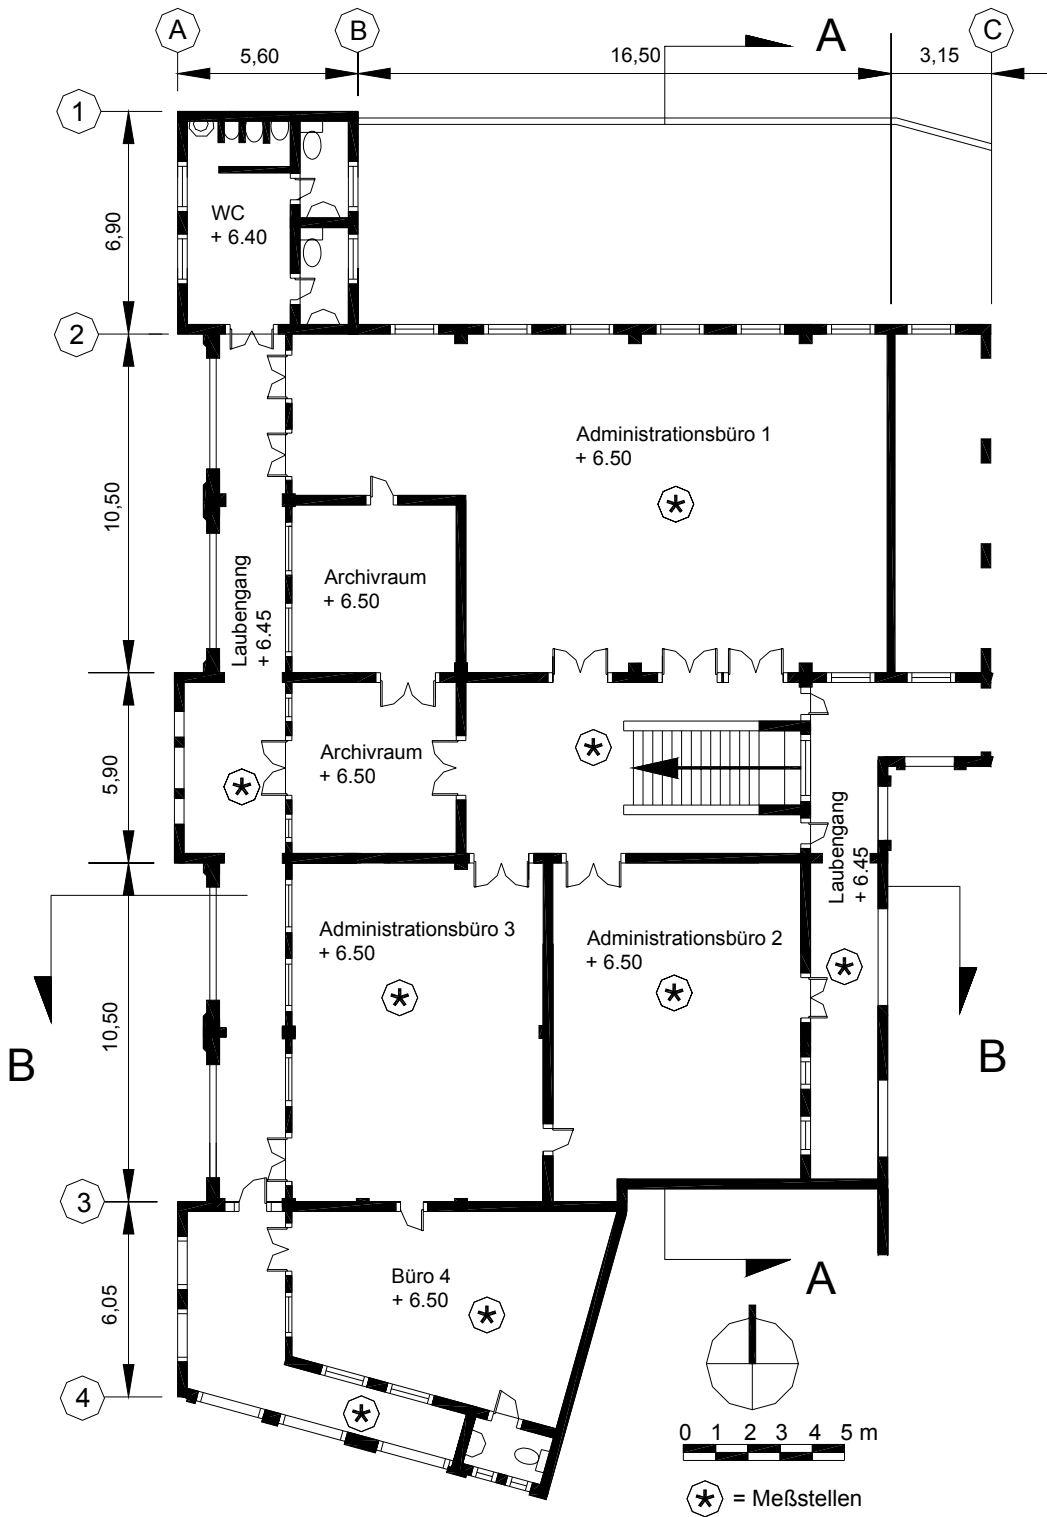 A
B
A
C
5,60
16,50
3,15
1
6,90
WC
+ 6.40
2
10,50
Administrationsbüro 1
+ 6.50
Laubengang
+ 6.45
Archivraum
+ 6.50
5,90
Archivraum
+ 6.50
Laubengang
+ 6.45
10,50
Administrationsbüro 3
+ 6.50
Administrationsbüro 2
+ 6.50
B
B
3
6,05
Büro 4
+ 6.50
A
4
0 1 2 3 4 5 m
= Meßstellen